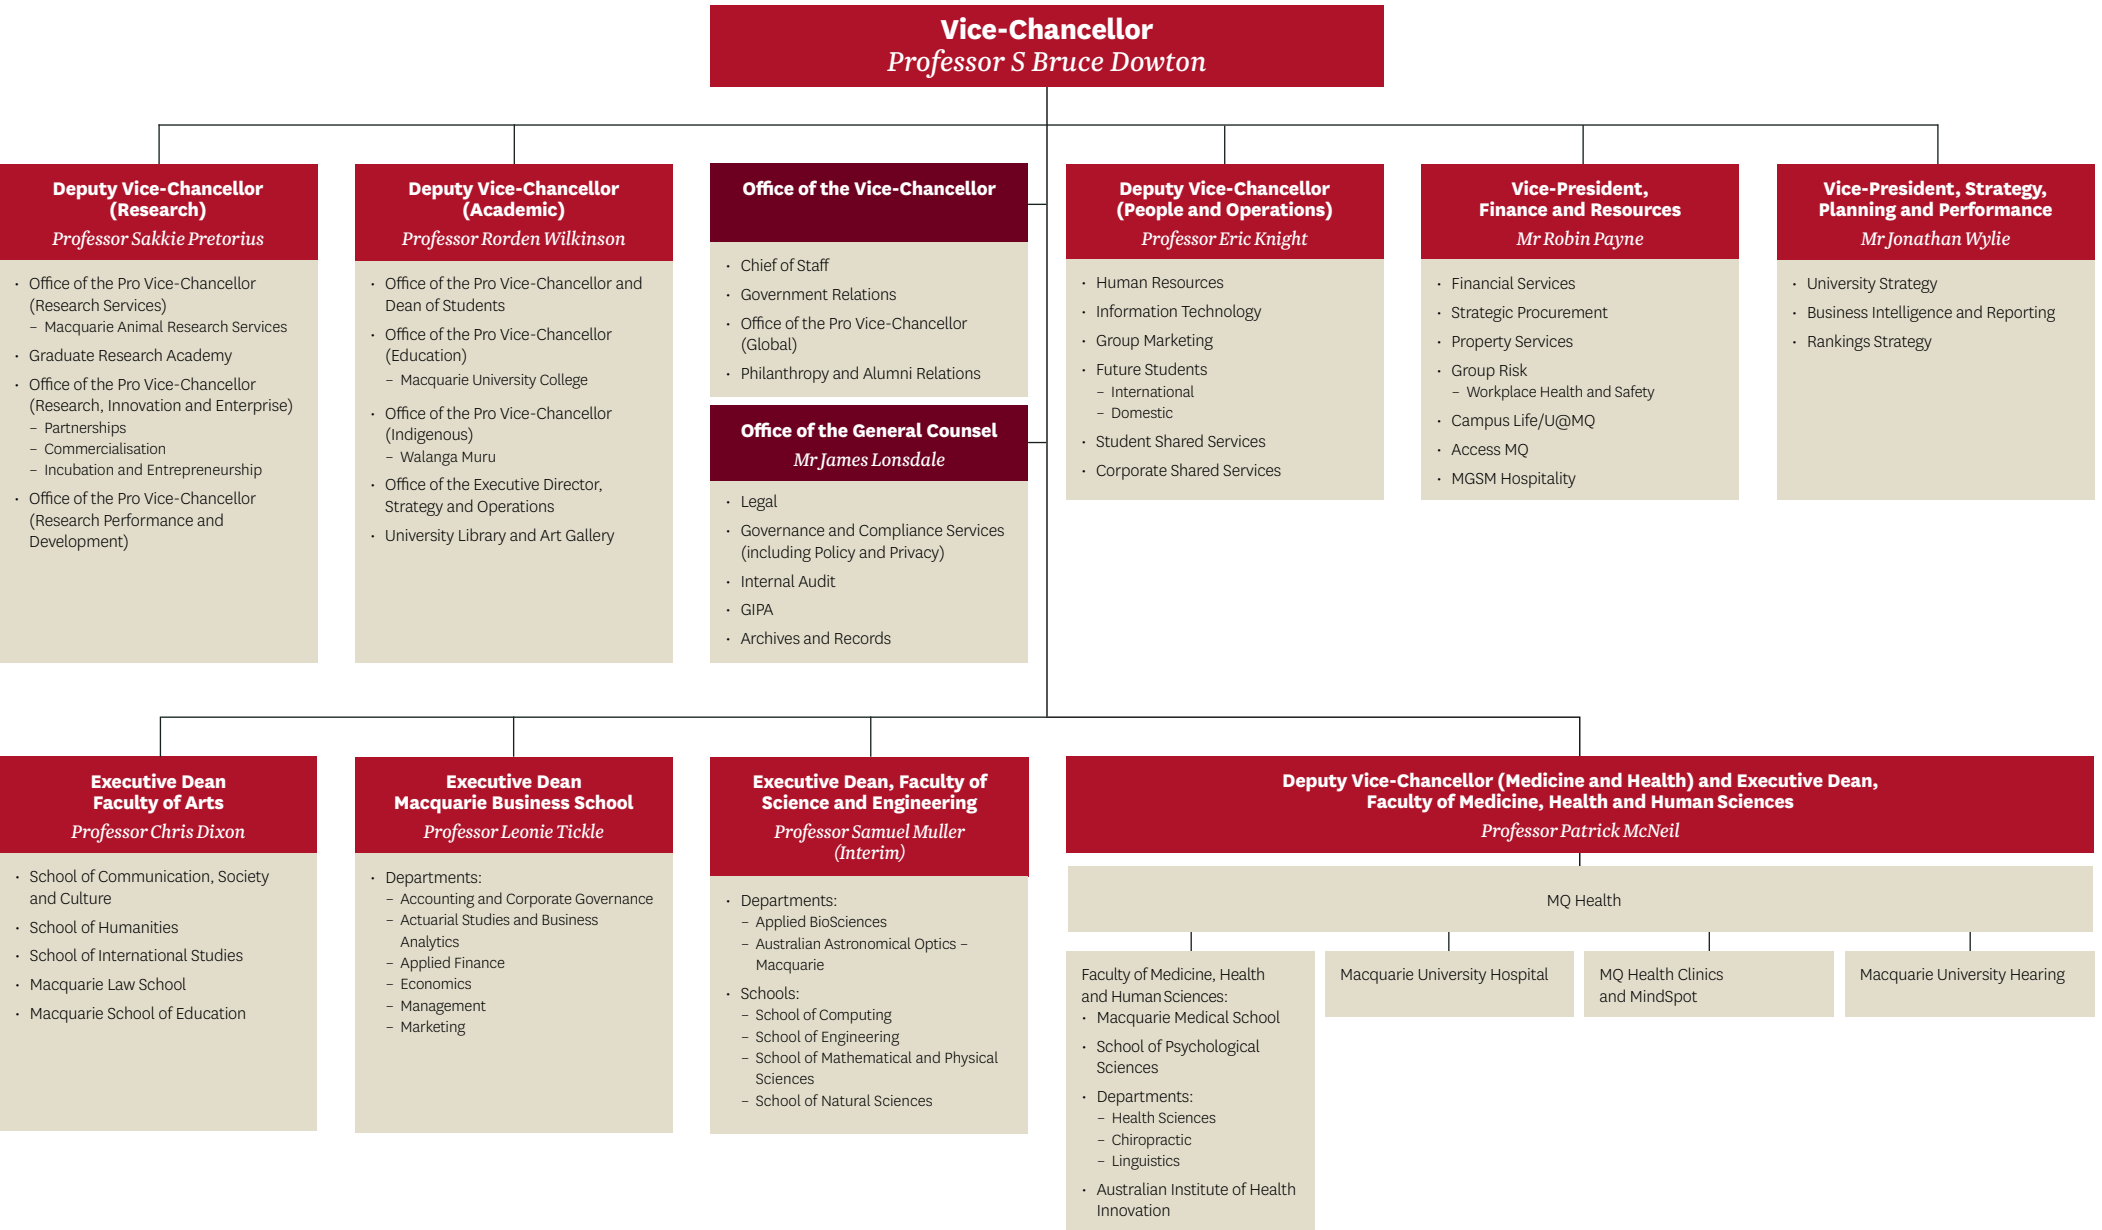 Vice-Chancellor
Professor S Bruce Dowton
Deputy Vice-Chancellor
(Research)
Professor Sakkie Pretorius
• Office of the Pro Vice-Chancellor
(Research Services)
– Macquarie Animal Research Services
• Graduate Research Academy
• Office of the Pro Vice-Chancellor
(Research, Innovation and Enterprise)
– Partnerships
– Commercialisation
– Incubation and Entrepreneurship
• Office of the Pro Vice-Chancellor
(Research Performance and
Development)
Deputy Vice-Chancellor
(Academic)
Professor Rorden Wilkinson
• Office of the Pro Vice-Chancellor and
Dean of Students
• Office of the Pro Vice-Chancellor
(Education)
– Macquarie University College
• Office of the Pro Vice-Chancellor
(Indigenous)
– Walanga Muru
• Office of the Executive Director,
Strategy and Operations
• University Library and Art Gallery
Office of the Vice-Chancellor
• Chief of Staff
• Government Relations
• Office of the Pro Vice-Chancellor
(Global)
• Philanthropy and Alumni Relations
Office of the General Counsel
Mr James Lonsdale
• Legal
• Governance and Compliance Services
(including Policy and Privacy)
• Internal Audit
• GIPA
• Archives and Records
Deputy Vice-Chancellor
(People and Operations)
Professor Eric Knight
• Human Resources
• Information Technology
• Group Marketing
• Future Students
– International
– Domestic
• Student Shared Services
• Corporate Shared Services
Vice-President,
Finance and Resources
Mr Robin Payne
• Financial Services
• Strategic Procurement
• Property Services
• Group Risk
– Workplace Health and Safety
• Campus Life/U@MQ
• Access MQ
• MGSM Hospitality
Vice-President, Strategy,
Planning and Performance
Mr Jonathan Wylie
• University Strategy
• Business Intelligence and Reporting
• Rankings Strategy
Executive Dean
Faculty of Arts
Professor Chris Dixon
• School of Communication, Society
and Culture
• School of Humanities
• School of International Studies
• Macquarie Law School
• Macquarie School of Education
Executive Dean
Macquarie Business School
Professor Leonie Tickle
• Departments:
– Accounting and Corporate Governance
– Actuarial Studies and Business
Analytics
– Applied Finance
– Economics
– Management
– Marketing
Executive Dean, Faculty of
Science and Engineering
Professor Samuel Muller
(Interim)
• Departments:
– Applied BioSciences
– Australian Astronomical Optics –
Macquarie
• Schools:
– School of Computing
– School of Engineering
– School of Mathematical and Physical
Sciences
– School of Natural Sciences
Deputy Vice-Chancellor (Medicine and Health) and Executive Dean,
Faculty of Medicine, Health and Human Sciences
Professor Patrick McNeil
MQ Health
Faculty of Medicine, Health
and Human Sciences:
• Macquarie Medical School
• School of Psychological
Sciences
• Departments:
– Health Sciences
– Chiropractic
– Linguistics
• Australian Institute of Health
Innovation
Macquarie University Hospital
MQ Health Clinics
and MindSpot
Macquarie University Hearing